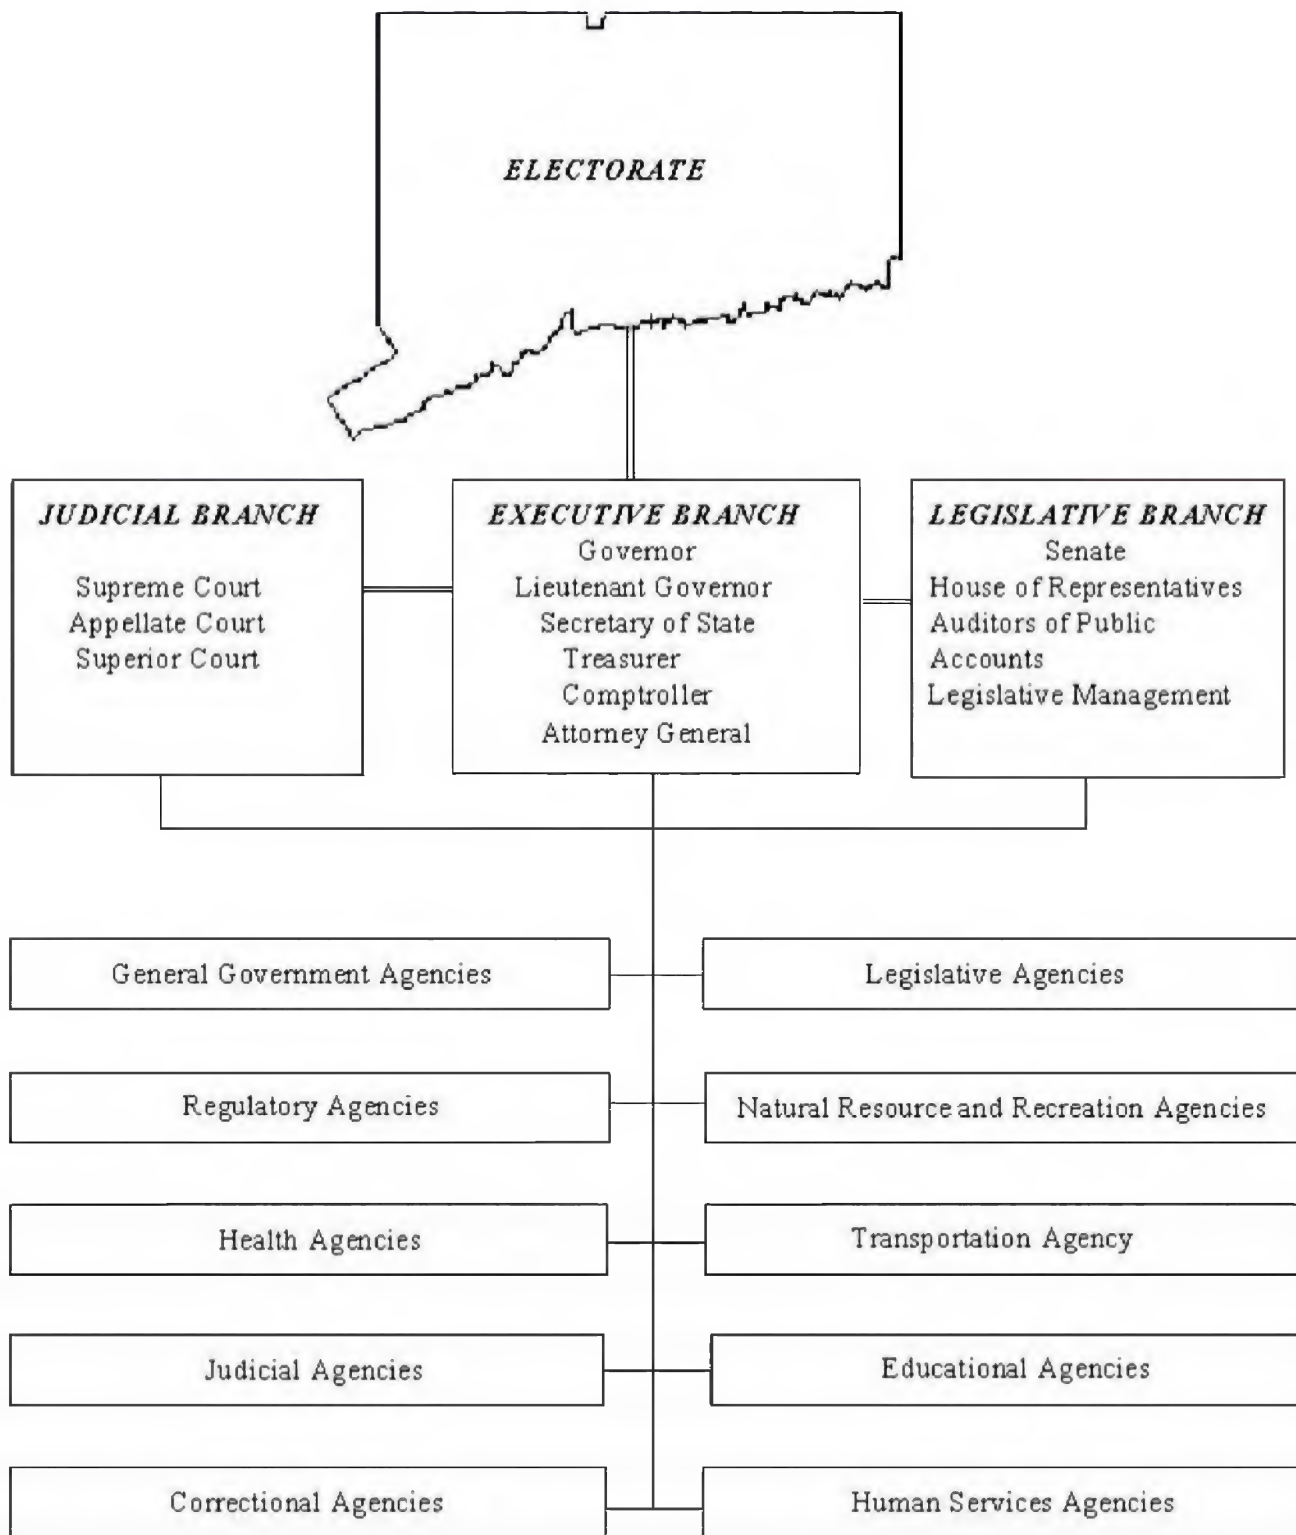 ELECTORATE
JUDICIAL BRANCH
Supreme Court
Appellate Court
Superior Court
EXECUTIVE BRANCH
Governor
Lieutenant Governor
Secretary of State
Treasurer
Comptroller
Attorney General
LEGISLATIVE BRANCH
Senate
House of Representatives
Auditors of Public
Accounts
Legislative Management
General Government Agencies
Legislative Agencies
Regulatory Agencies
Natural Resource and Recreation Agencies
Health Agencies
Transportation Agency
Judicial Agencies
Educational Agencies
Correctional Agencies
Human Services Agencies